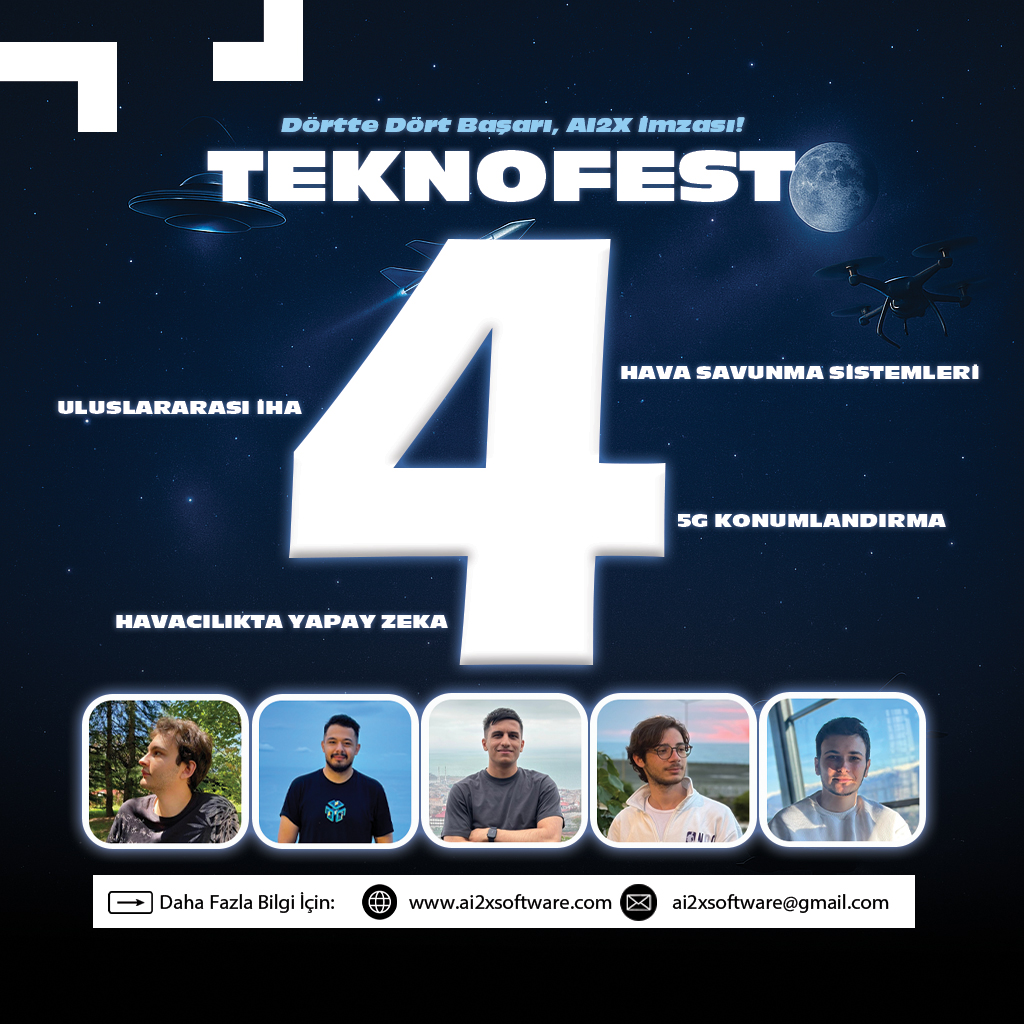 Dörtte Dört Başarı, AI2X İmzası!
TEKNOFEST
4
HAVA SAVUNMA SİSTEMLERİ
ULUSLARARASI İHA
5G KONUMLANDIRMA
HAVACILIKTA YAPAY ZEKA
Daha Fazla Bilgi İçin: www.ai2xsoftware.com ai2xsoftware@gmail.com